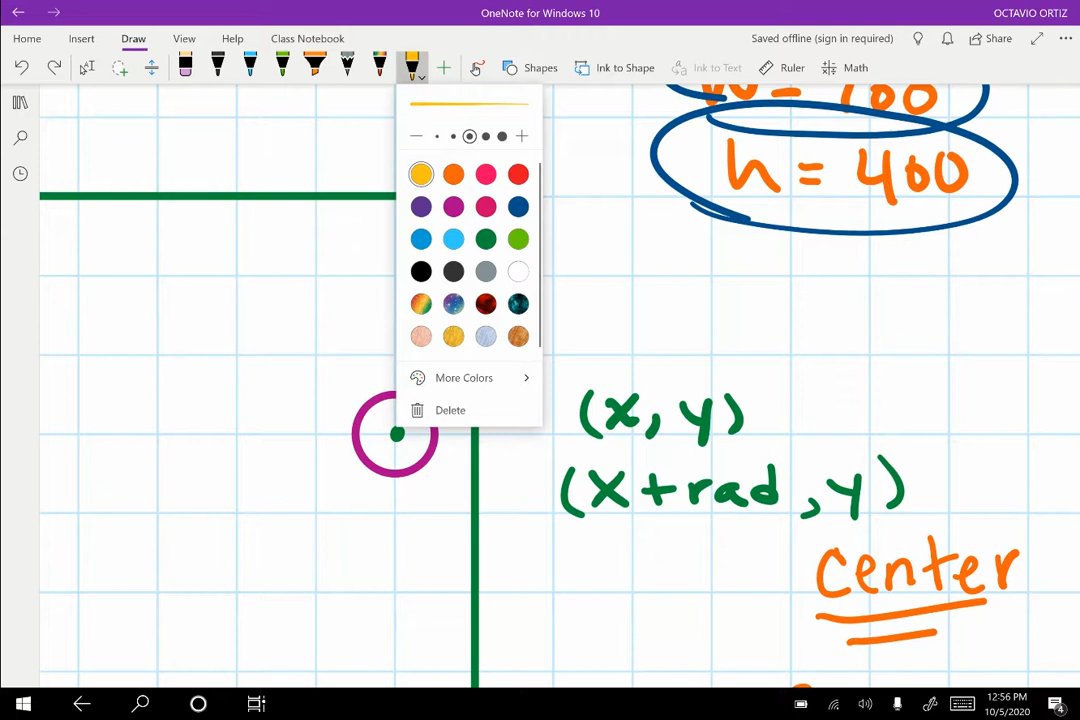 OneNote for Windows 10
OCTAVIO ORTIZ
Home
Insert
Draw
View
Help
Class Notebook
Saved offline (sign in required)
Share
Shapes
Ink to Shape
Ink to Text
Ruler
Math
w = 700
h = 400
More Colors
Delete
(x, y)
(x+rad, y)
center
12:56 PM
10/5/2020
4